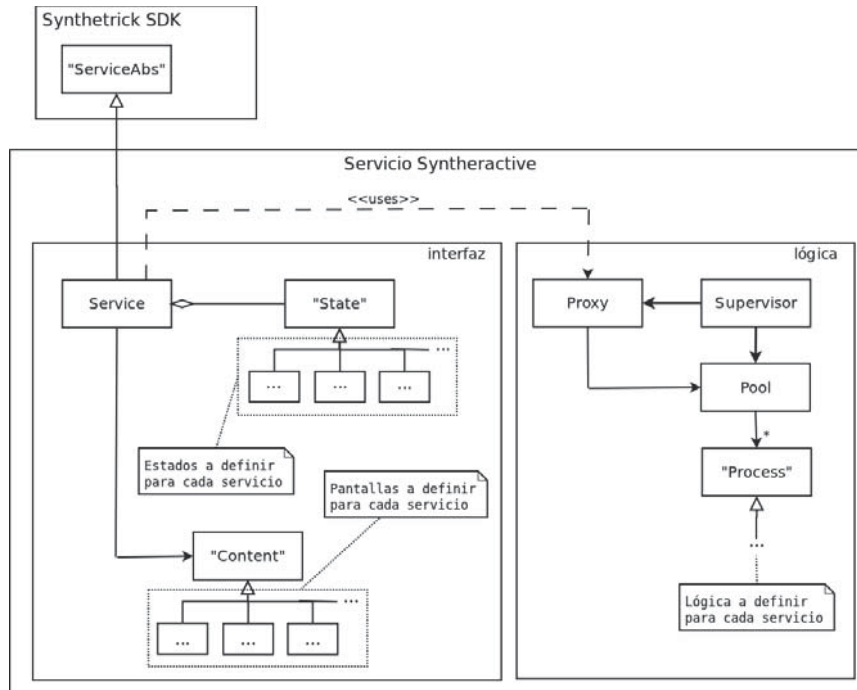 Synthetrick SDK
"ServiceAbs"
Servicio Syntheractive
<<uses>>
interfaz
lógica
Service
"State"
Proxy
Supervisor
...
...
...
...
Pool
*
Estados a definir
para cada servicio
Pantallas a definir
para cada servicio
"Process"
"Content"
...
...
...
...
...
Lógica a definir
para cada servicio